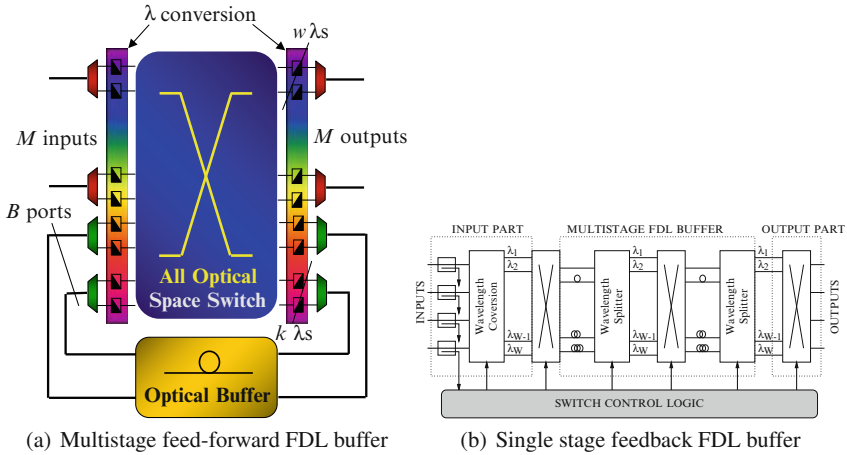 λ conversion
w λs
M inputs
M outputs
B ports
All Optical
Space Switch
k λs
Optical Buffer
(a) Multistage feed-forward FDL buffer
INPUT PART
MULTISTAGE FDL BUFFER
OUTPUT PART
INPUTS
Wavelength
Coversion
λ1
λ2
λW-1
λW
Wavelength
Splitter
λ1
λ2
λW-1
λW
Wavelength
Splitter
λ1
λ2
λW-1
λW
OUTPUTS
SWITCH CONTROL LOGIC
(b) Single stage feedback FDL buffer